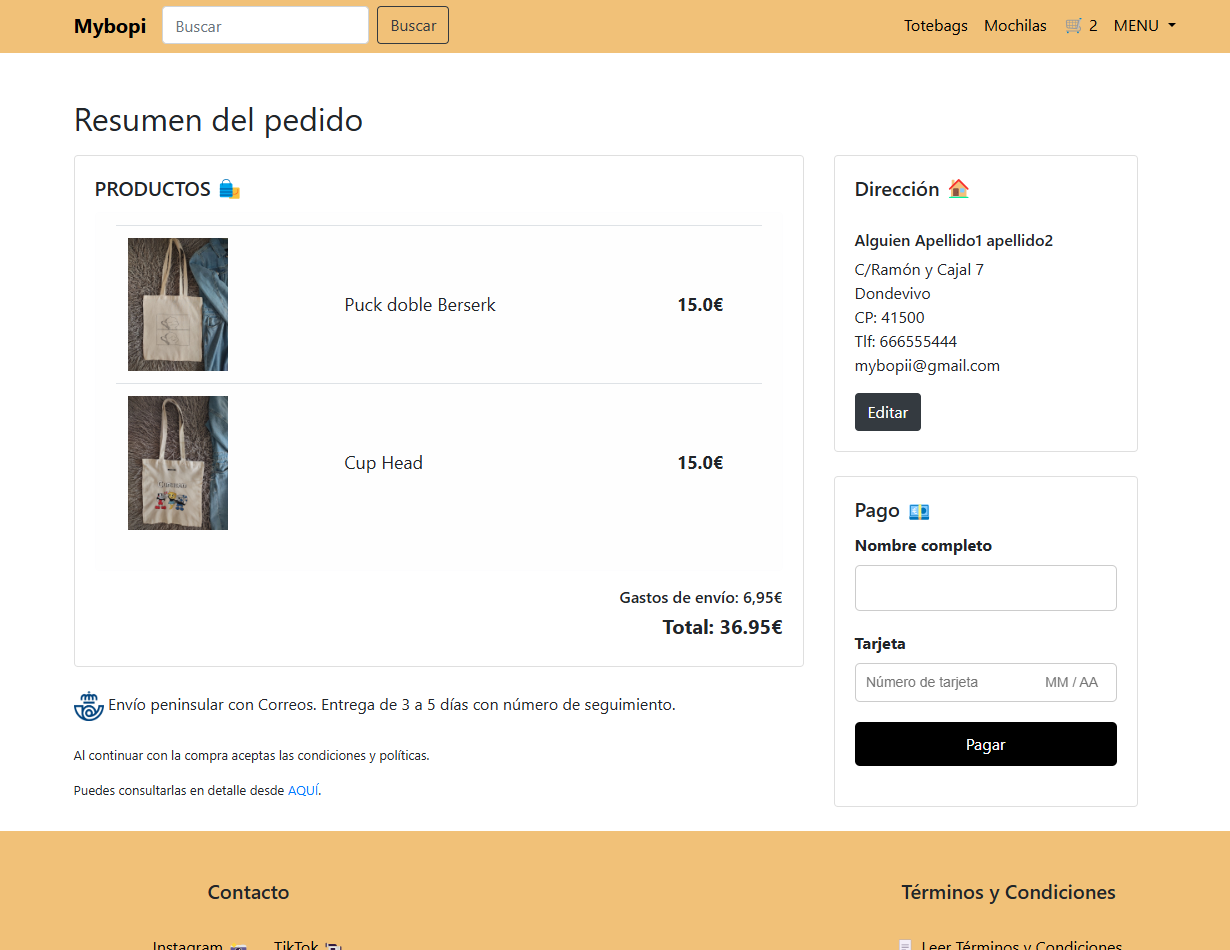 Mybopi Buscar Buscar Totebags Mochilas 🛒 2 MENU
Resumen del pedido
PRODUCTOS 🛍️
Puck doble Berserk 15.0€
Cup Head 15.0€
Gastos de envío: 6,95€
Total: 36.95€
Envío peninsular con Correos. Entrega de 3 a 5 días con número de seguimiento.
Al continuar con la compra aceptas las condiciones y políticas.
Puedes consultarlas en detalle desde AQUÍ.
Dirección 🏠
Alguien Apellido1 apellido2
C/Ramón y Cajal 7
Dondevivo
CP: 41500
Tlf: 666555444
mybopii@gmail.com
Editar
Pago 💶
Nombre completo
Tarjeta
Número de tarjeta MM / AA
Pagar
Contacto
Instagram TikTok
Términos y Condiciones
Leer Términos y Condiciones